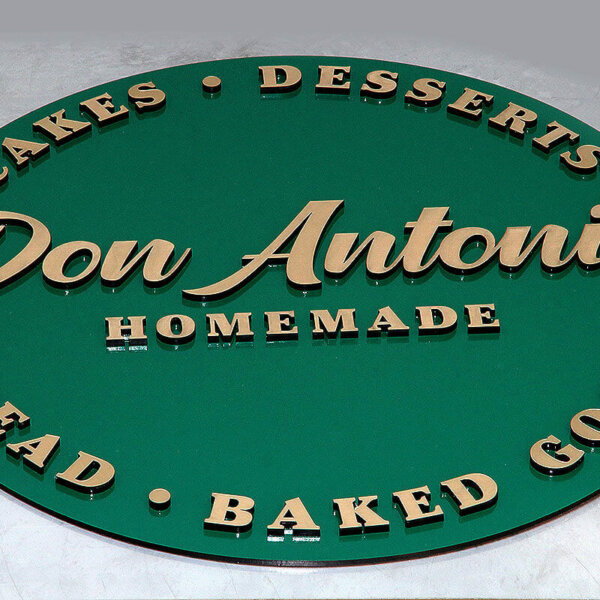 CAKES • DESSERTS
Don Antoni
HOMEMADE
EAD • BAKED GO